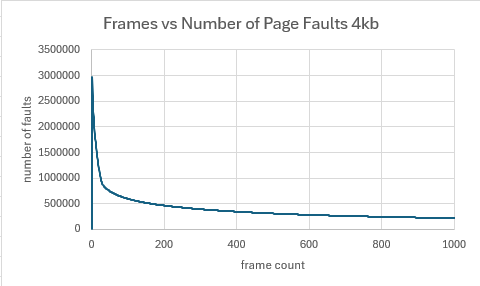 Frames vs Number of Page Faults 4kb
3500000
3000000
2500000
2000000
1500000
1000000
500000
0
number of faults
0 200 400 600 800 1000
frame count